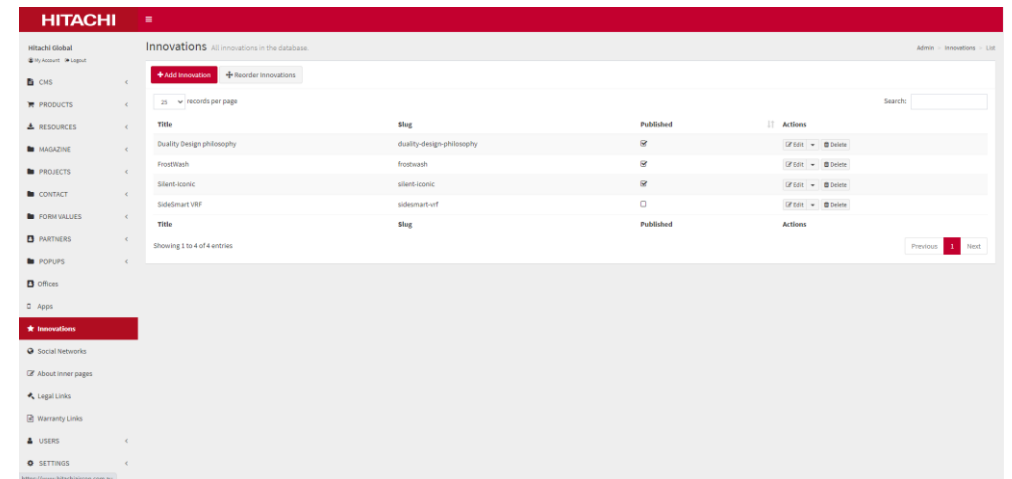 HITACHI
Hitachi Global
My Account Logout
CMS
PRODUCTS
RESOURCES
MAGAZINE
PROJECTS
CONTACT
FORM VALUES
PARTNERS
POPUPS
Offices
Apps
Innovations
Social Networks
About Inner pages
Legal Links
Warranty Links
USERS
SETTINGS
Innovations All innovations in the database.
Admin Innovations List
Add Innovation Reorder Innovations
25 records per page
Search:
Title Slug Published Actions
Duality Design philosophy duality-design-philosophy Edit Delete
FrostWash frostwash Edit Delete
Silent-Iconic silent-iconic Edit Delete
SideSmart VRF sidesmart-vrf Edit Delete
Title Slug Published Actions
Showing 1 to 4 of 4 entries
Previous 1 Next